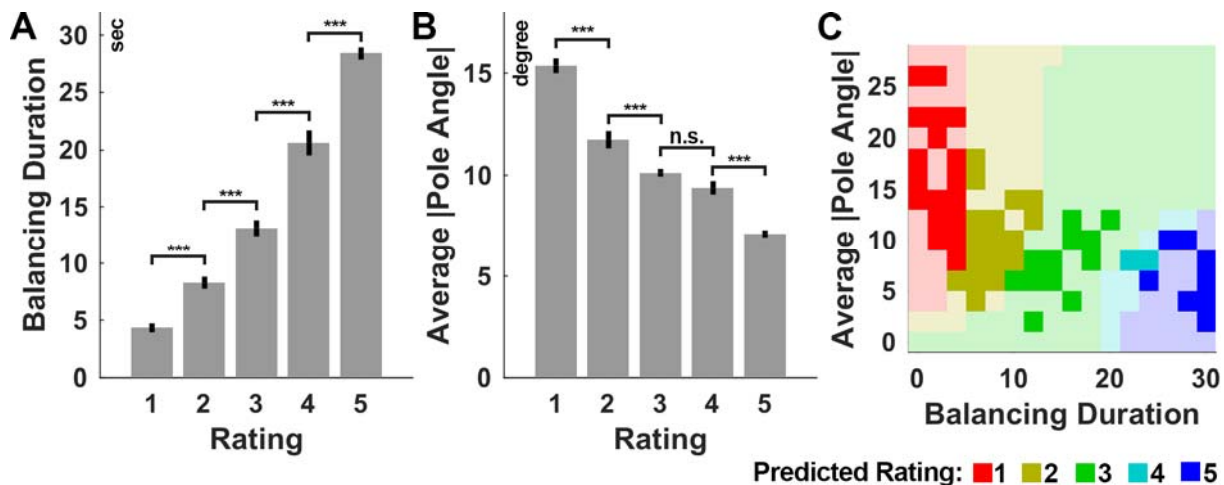 A
Balancing Duration
sec
30
25
20
15
10
5
0
***
***
***
***
1 2 3 4 5
Rating
B
Average |Pole Angle|
degree
15
10
5
0
***
***
n.s.
***
1 2 3 4 5
Rating
C
Average |Pole Angle|
25
20
15
10
5
0
0 10 20 30
Balancing Duration
Predicted Rating: 1 2 3 4 5